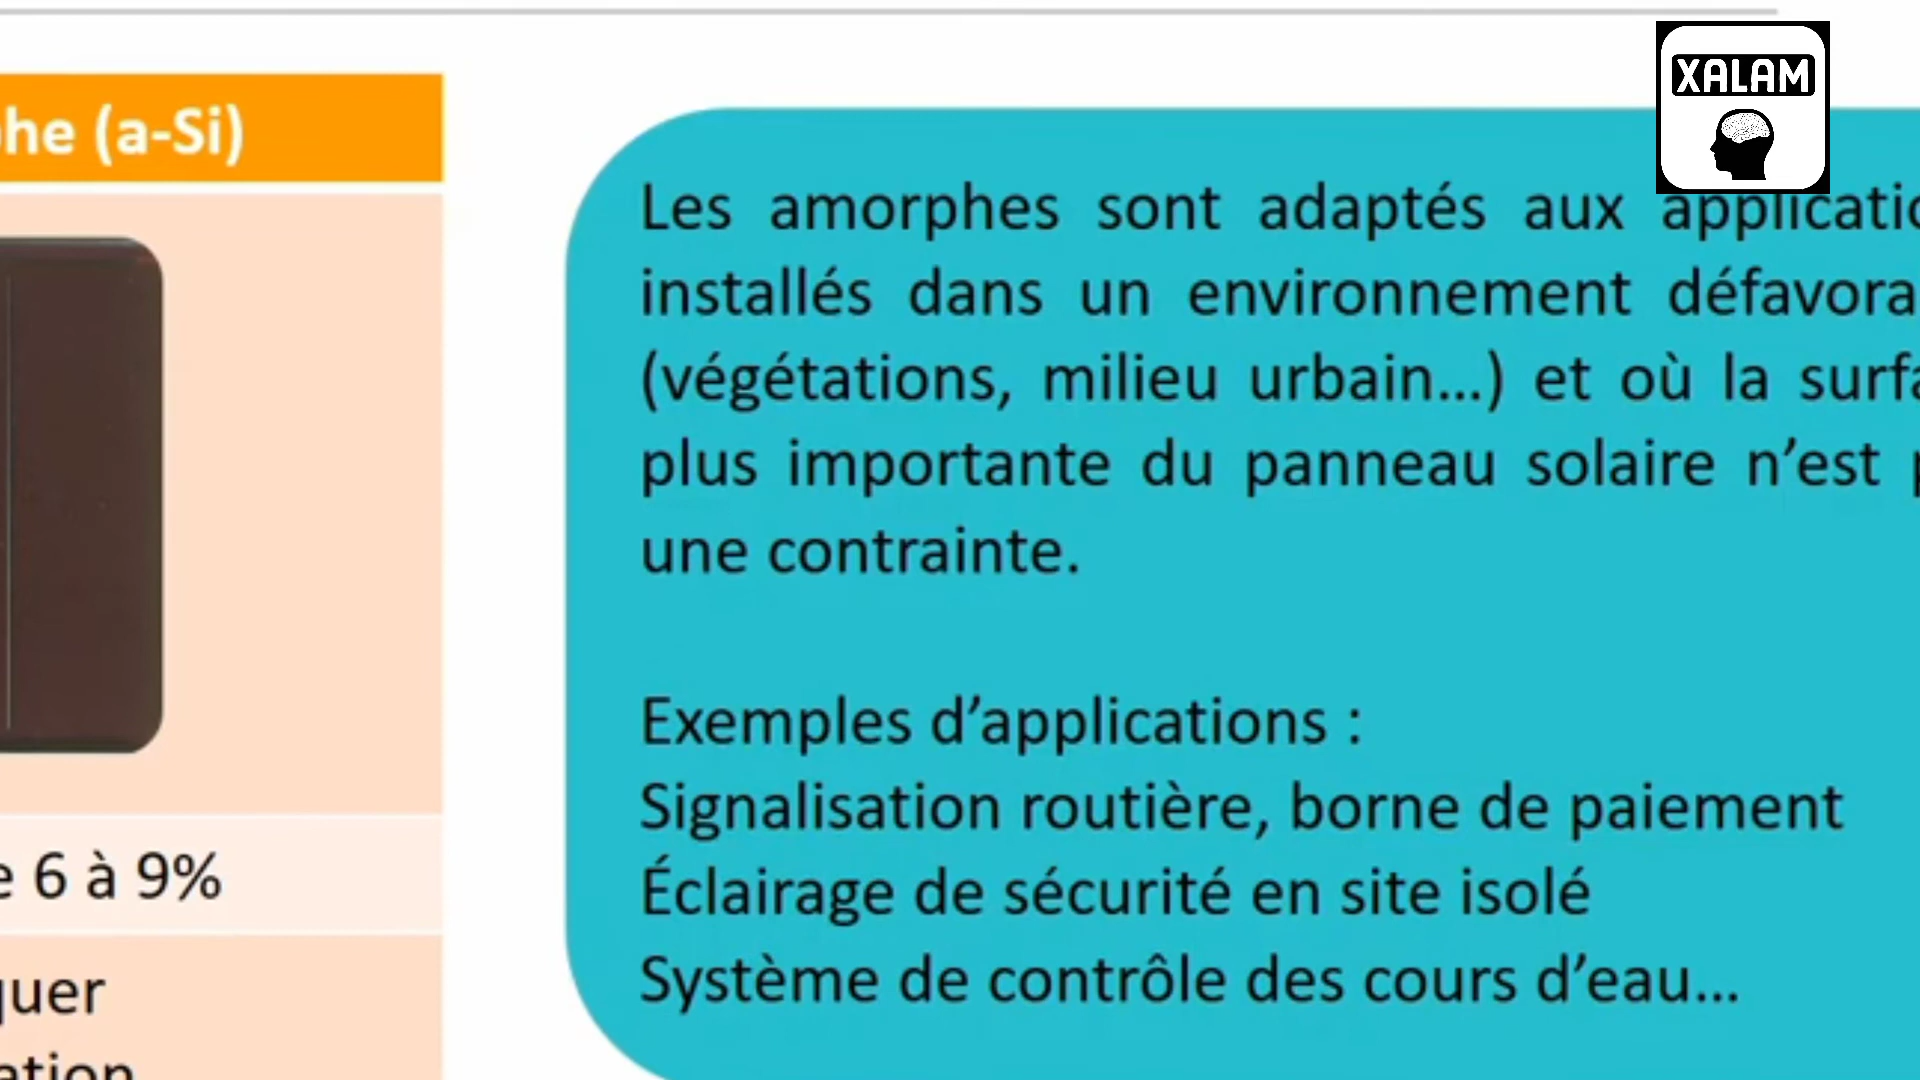 XALAM
(a-Si)
Les amorphes sont adaptés aux
installés dans un environnement
(végétations, milieu urbain...) et où la
plus importante du panneau solaire n’est
une contrainte.
Exemples d’applications :
Signalisation routière, borne de paiement
Éclairage de sécurité en site isolé
Système de contrôle des cours d’eau...
6 à 9%